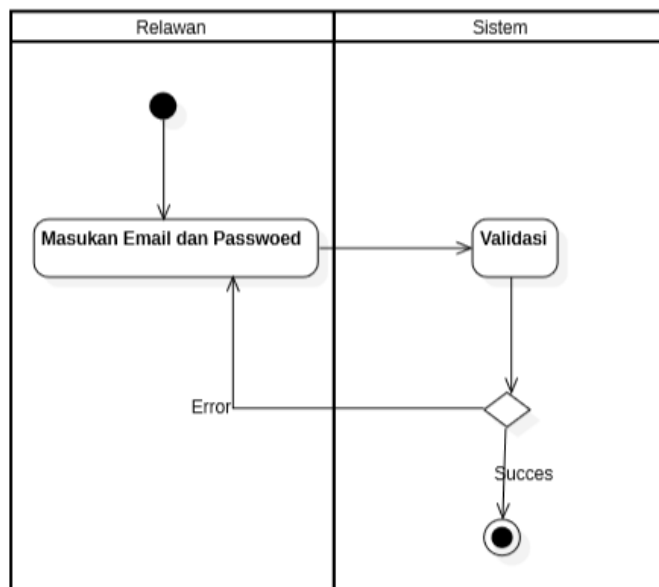 Relawan
Sistem
Masukan Email dan Passwoed
Validasi
Error
Succes